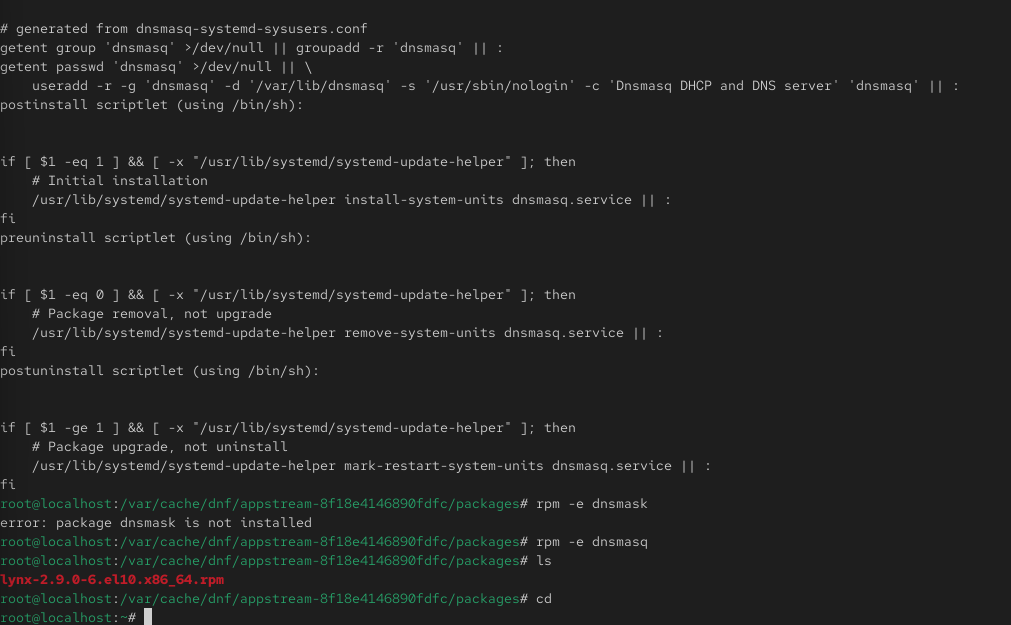 # generated from dnsmasq-systemd-sysusers.conf
getent group 'dnsmasq' >/dev/null || groupadd -r 'dnsmasq' || :
getent passwd 'dnsmasq' >/dev/null || \
    useradd -r -g 'dnsmasq' -d '/var/lib/dnsmasq' -s '/usr/sbin/nologin' -c 'Dnsmasq DHCP and DNS server' 'dnsmasq' || :
postinstall scriptlet (using /bin/sh):
if [ $1 -eq 1 ] && [ -x "/usr/lib/systemd/systemd-update-helper" ]; then
    # Initial installation
    /usr/lib/systemd/systemd-update-helper install-system-units dnsmasq.service || :
fi
preuninstall scriptlet (using /bin/sh):
if [ $1 -eq 0 ] && [ -x "/usr/lib/systemd/systemd-update-helper" ]; then
    # Package removal, not upgrade
    /usr/lib/systemd/systemd-update-helper remove-system-units dnsmasq.service || :
fi
postuninstall scriptlet (using /bin/sh):
if [ $1 -ge 1 ] && [ -x "/usr/lib/systemd/systemd-update-helper" ]; then
    # Package upgrade, not uninstall
    /usr/lib/systemd/systemd-update-helper mark-restart-system-units dnsmasq.service || :
fi
root@localhost:/var/cache/dnf/appstream-8f18e4146890fdfc/packages# rpm -e dnsmask
error: package dnsmask is not installed
root@localhost:/var/cache/dnf/appstream-8f18e4146890fdfc/packages# rpm -e dnsmasq
root@localhost:/var/cache/dnf/appstream-8f18e4146890fdfc/packages# ls
lynx-2.9.0-6.el10.x86_64.rpm
root@localhost:/var/cache/dnf/appstream-8f18e4146890fdfc/packages# cd
root@localhost:~#